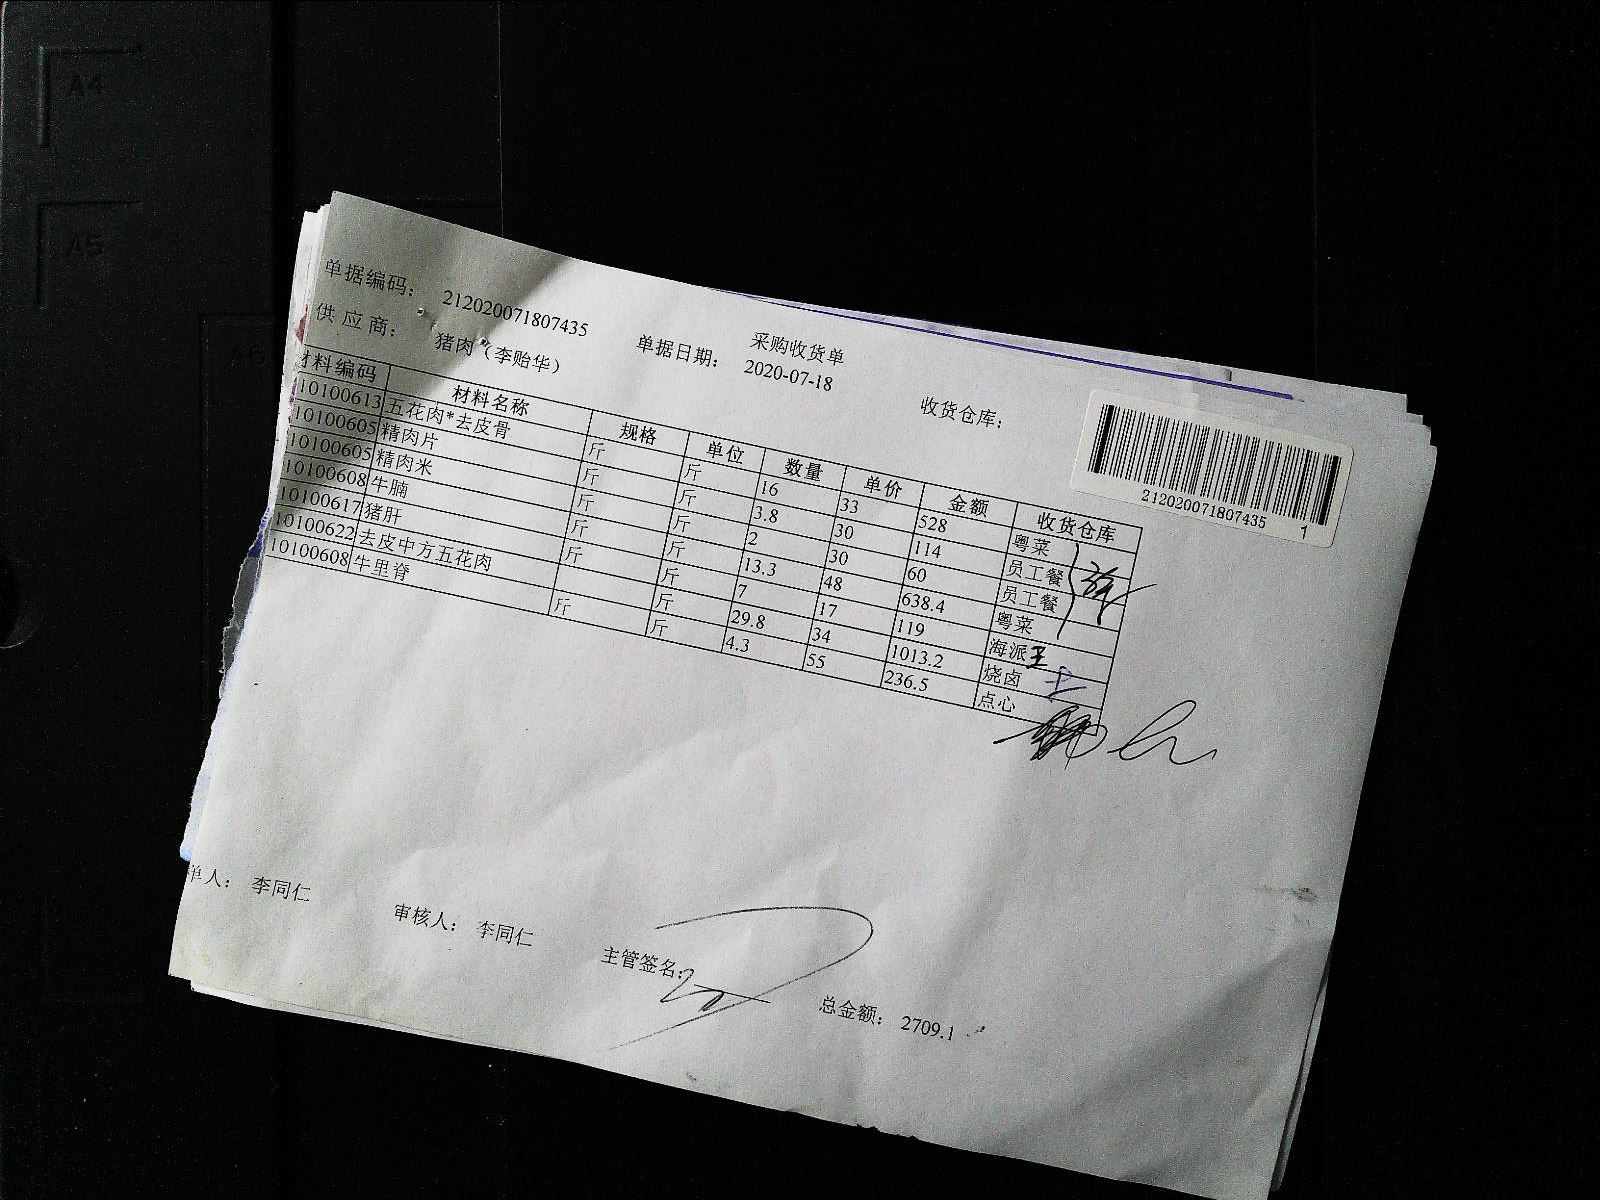 A4
A5
A6
采购收货单
单据编码： 212020071807435 单据日期： 2020-07-18 收货仓库：
供应商： 猪肉（李贻华）
212020071807435
1
材料编码 材料名称 规格 单位 数量 单价 金额 收货仓库
10100613 五花肉*去皮骨 斤 斤 16 33 528 粤菜
10100605 精肉片 斤 斤 3.8 30 114 员工餐
10100605 精肉米 斤 斤 2 30 60 员工餐
10100608 牛腩 斤 斤 13.3 48 638.4 粤菜
10100617 猪肝 斤 斤 7 17 119 海派
10100622 去皮中方五花肉 斤 29.8 34 1013.2 烧卤
10100608 牛里脊 斤 斤 4.3 55 236.5 点心
单人： 李同仁 审核人： 李同仁 主管签名： 总金额： 2709.1